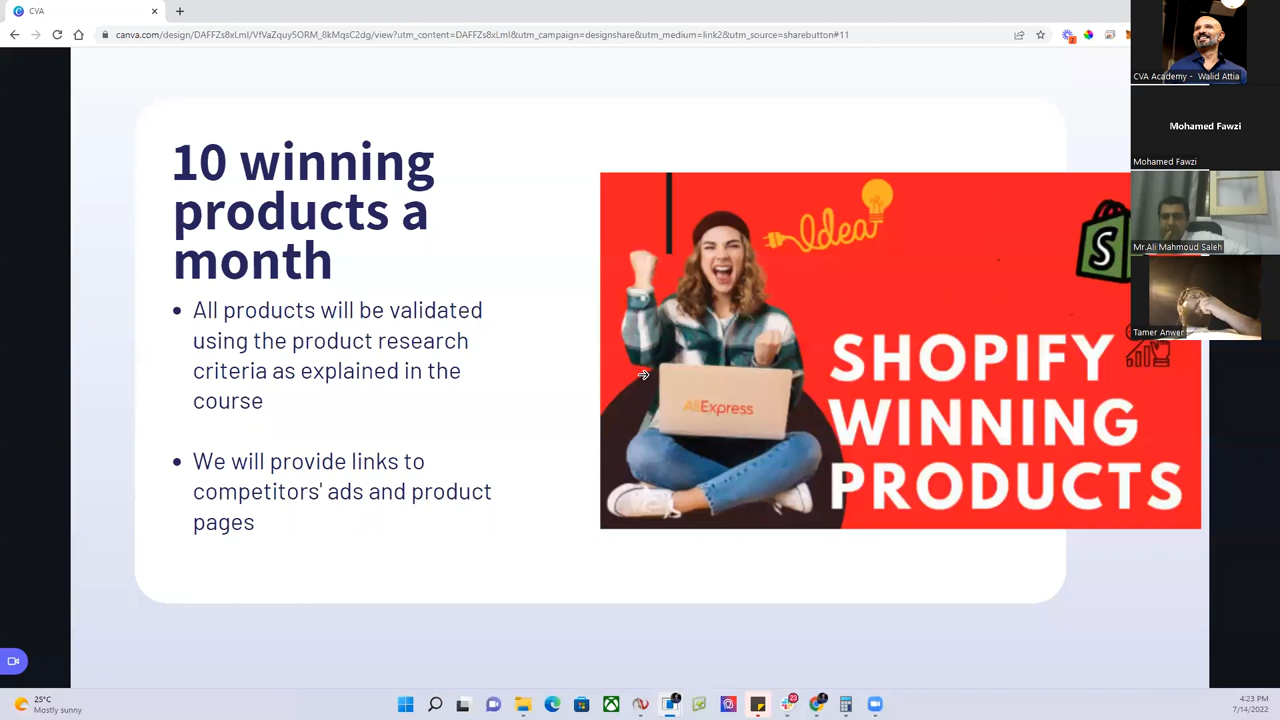 CVA
canva.com/design/DAFFZs8xLmI/VfVaZquy5ORM_8kMqsC2dg/view?utm_content=DAFFZs8xLmI&utm_campaign=designshare&utm_medium=link2&utm_source=sharebutton#11
CVA Academy - Walid Attia
Mohamed Fawzi
Mohamed Fawzi
Mr.Ali Mahmoud Saleh
Tamer Anwer
10 winning
products a
month
All products will be validated
using the product research
criteria as explained in the
course
We will provide links to
competitors' ads and product
pages
Idea
S
AliExpress
SHOPIFY
WINNING
PRODUCTS
25°C
Mostly sunny
23
4:23 PM
7/14/2022